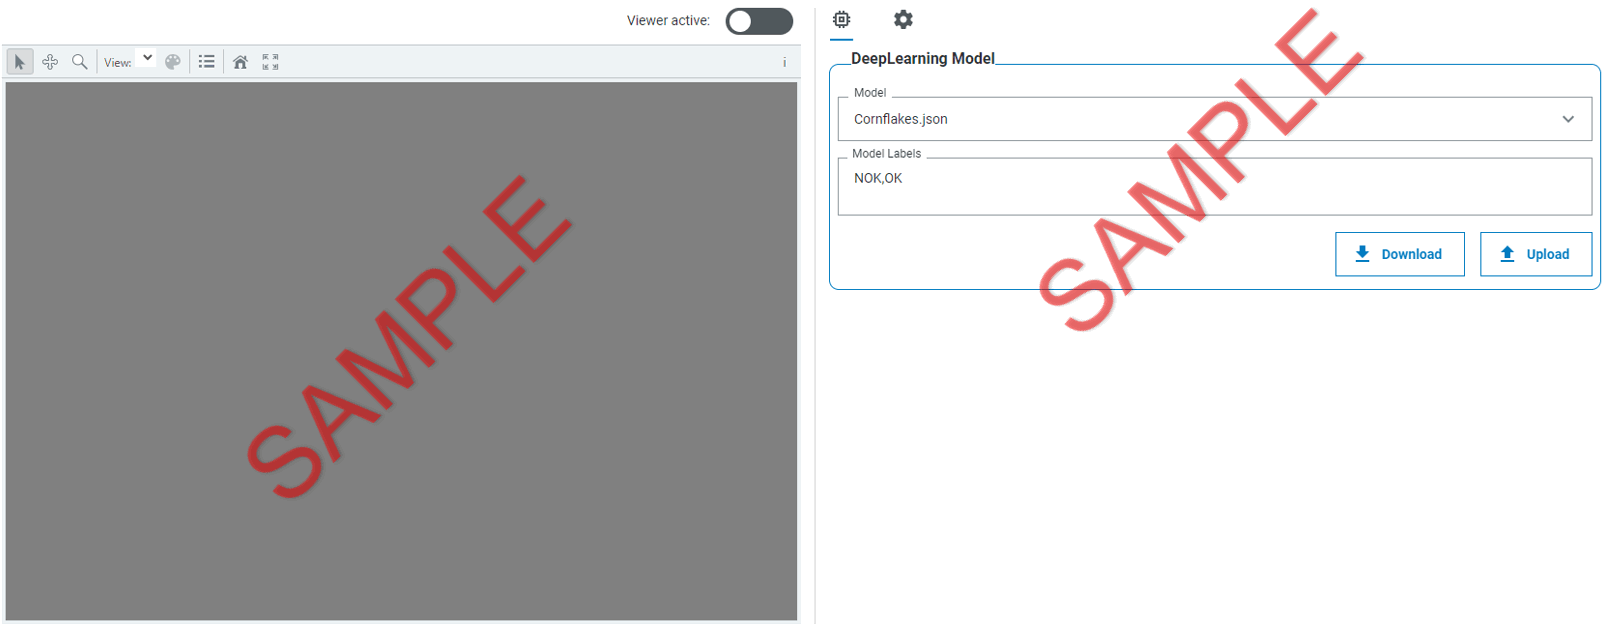 Viewer active:
View:
i
SAMPLE
DeepLearning Model
Model
Cornflakes.json
Model Labels
NOK,OK
Download
Upload
SAMPLE